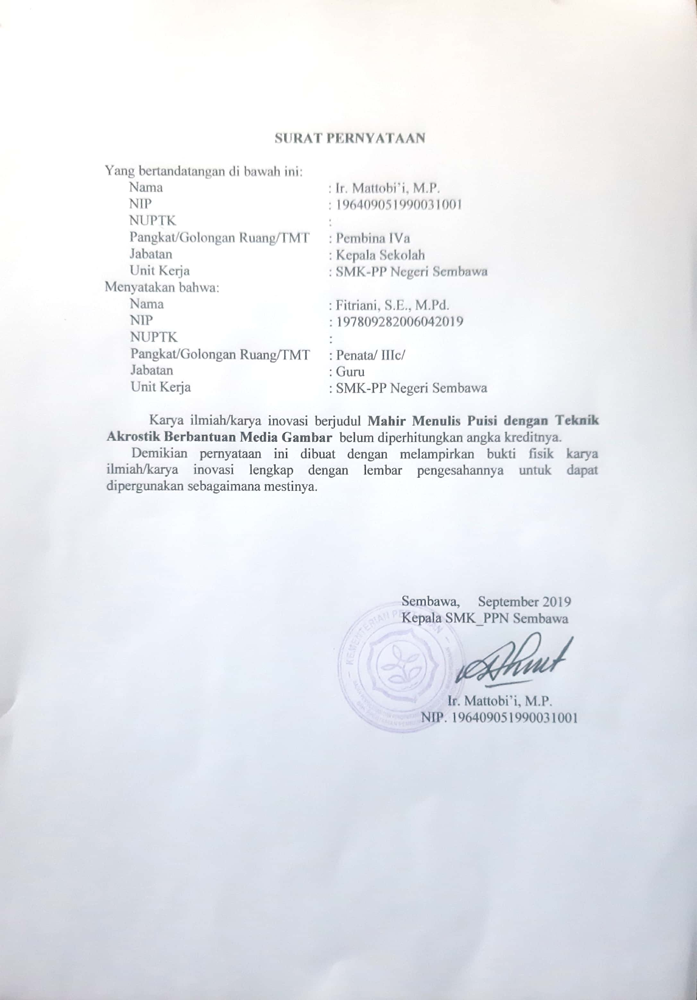 SURAT PERNYATAAN
Yang bertandatangan di bawah ini:
Nama : Ir. Mattobi'i, M.P.
NIP : 196409051990031001
NUPTK :
Pangkat/Golongan Ruang/TMT : Pembina IVa
Jabatan : Kepala Sekolah
Unit Kerja : SMK-PP Negeri Sembawa
Menyatakan bahwa:
Nama : Fitriani, S.E., M.Pd.
NIP : 197809282006042019
NUPTK :
Pangkat/Golongan Ruang/TMT : Penata/ IIIc/
Jabatan : Guru
Unit Kerja : SMK-PP Negeri Sembawa
Karya ilmiah/karya inovasi berjudul Mahir Menulis Puisi dengan Teknik
Akrostik Berbantuan Media Gambar belum diperhitungkan angka kreditnya.
Demikian pernyataan ini dibuat dengan melampirkan bukti fisik karya
ilmiah/karya inovasi lengkap dengan lembar pengesahannya untuk dapat
dipergunakan sebagaimana mestinya.
Sembawa, September 2019
Kepala SMK_PPN Sembawa
KEMENTERIAN PERTANIAN
Ir. Mattobi'i, M.P.
NIP. 196409051990031001